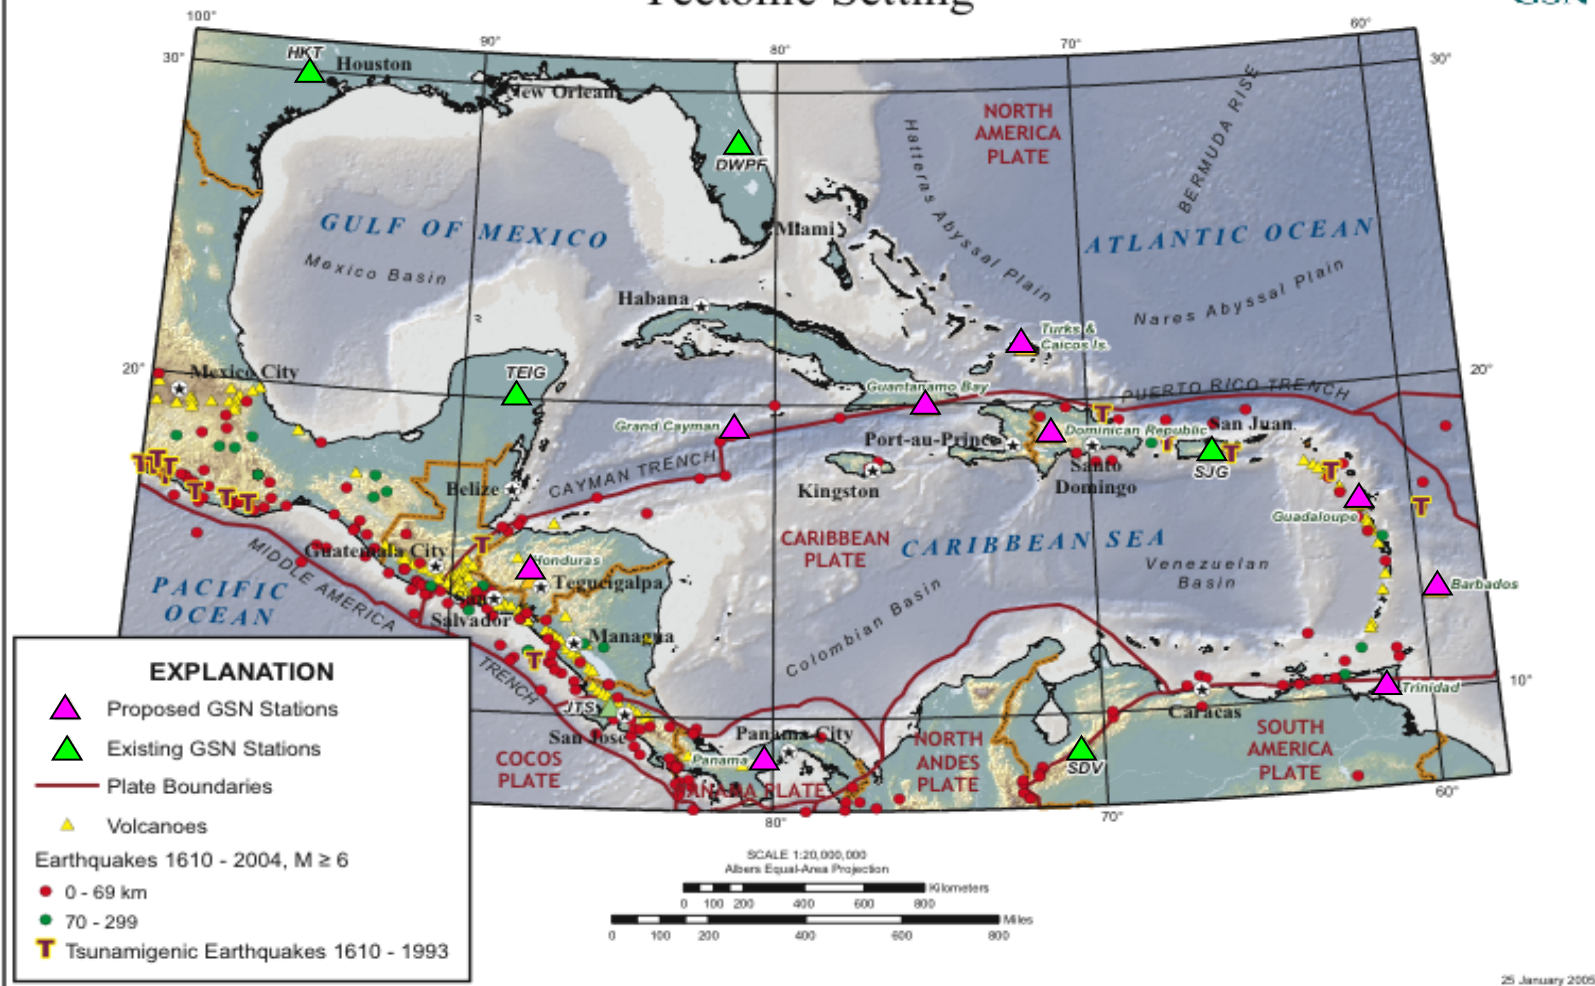 Tectonic Setting
GSN
100°
90°
80°
70°
60°
30°
30°
HKT
Houston
New Orleans
DWPF
Miami
NORTH
AMERICA
PLATE
Hatteras Abyssal Plain
BERMUDA RISE
GULF OF MEXICO
Mexico Basin
ATLANTIC OCEAN
Nares Abyssal Plain
Habana
Turks &
Caicos Is.
20°
20°
Mexico City
TEIG
Guantanamo Bay
PUERTO RICO TRENCH
Grand Cayman
Port-au-Prince
Dominican Republic
San Juan
SJG
Santo
Domingo
CAYMAN TRENCH
Belize
Kingston
Guadaloupe
CARIBBEAN
PLATE
CARIBBEAN SEA
Venezuelan
Basin
Barbados
Guatemala City
Honduras
Tegucigalpa
MIDDLE AMERICA
TRENCH
PACIFIC
OCEAN
San
Salvador
Managua
Colombian Basin
JTS
San Jose
Panama City
Panama
PANAMA PLATE
COCOS
PLATE
NORTH
ANDES
PLATE
SDV
Caracas
Trinidad
10°
SOUTH
AMERICA
PLATE
80°
70°
60°
EXPLANATION
Proposed GSN Stations
Existing GSN Stations
Plate Boundaries
Volcanoes
Earthquakes 1610 - 2004, M ≥ 6
0 - 69 km
70 - 299
T Tsunamigenic Earthquakes 1610 - 1993
SCALE 1:20,000,000
Albers Equal-Area Projection
Kilometers
0 100 200 400 600 800
Miles
0 100 200 400 600 800
25 January 2005